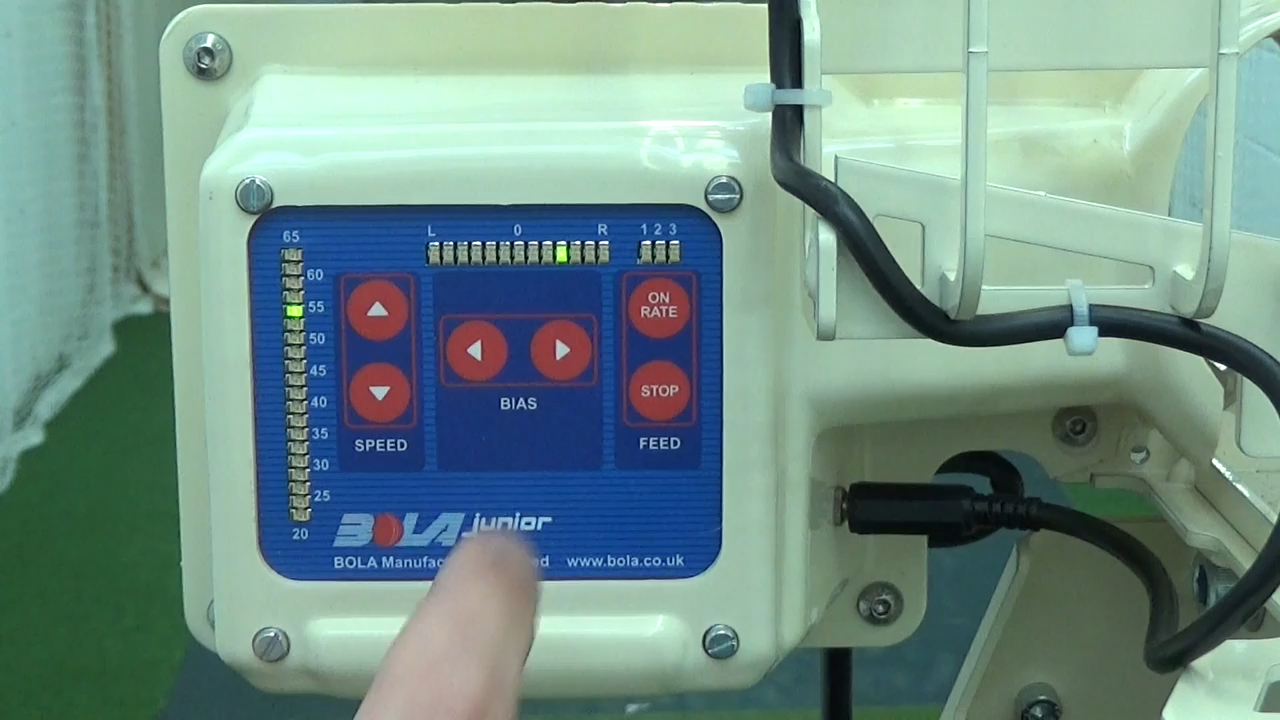 L 0 R 1 2 3
65
60
55
50
45
40
35
30
25
20
SPEED
BIAS
ON
RATE
STOP
FEED
BOLA junior
BOLA www.bola.co.uk